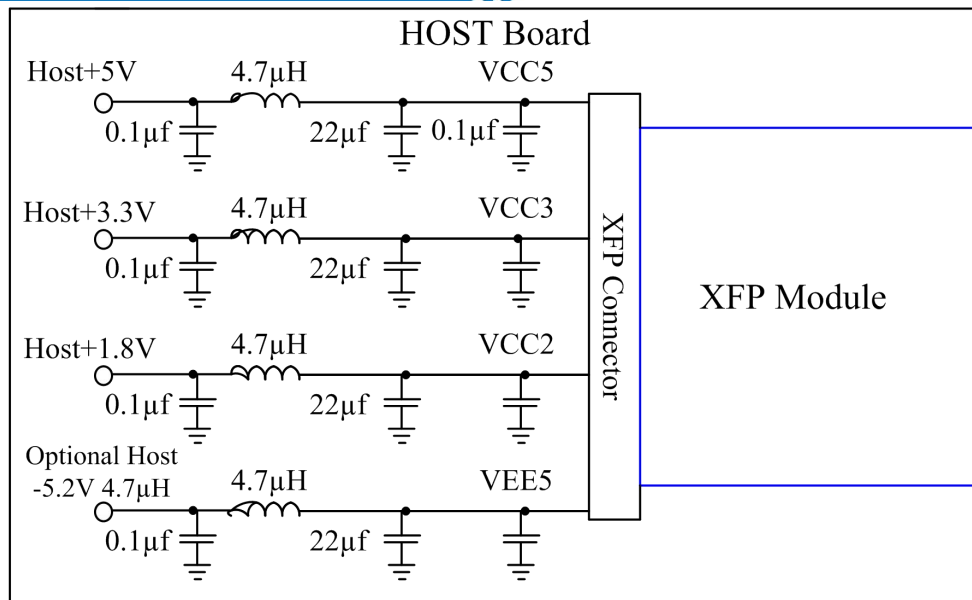 HOST Board
Host+5V
4.7µH
VCC5
0.1µf
22µf
0.1µf
Host+3.3V
4.7µH
VCC3
0.1µf
22µf
XFP Connector
XFP Module
Host+1.8V
4.7µH
VCC2
0.1µf
22µf
Optional Host
-5.2V 4.7µH
4.7µH
VEE5
0.1µf
22µf